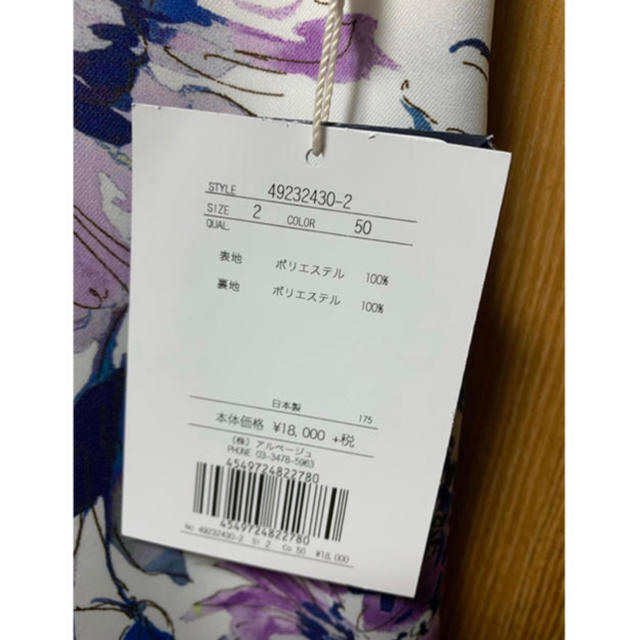 STYLE 49232430-2
SIZE 2 COLOR 50
QUAL.
表地 ポリエステル 100%
裏地 ポリエステル 100%
日本製 175
本体価格 ¥18,000 +税
(株) アルページュ
PHONE 03-3478-5963
4549724822780
4549724822780
No 49232430-2 Si 2 Co 50 ¥18,000